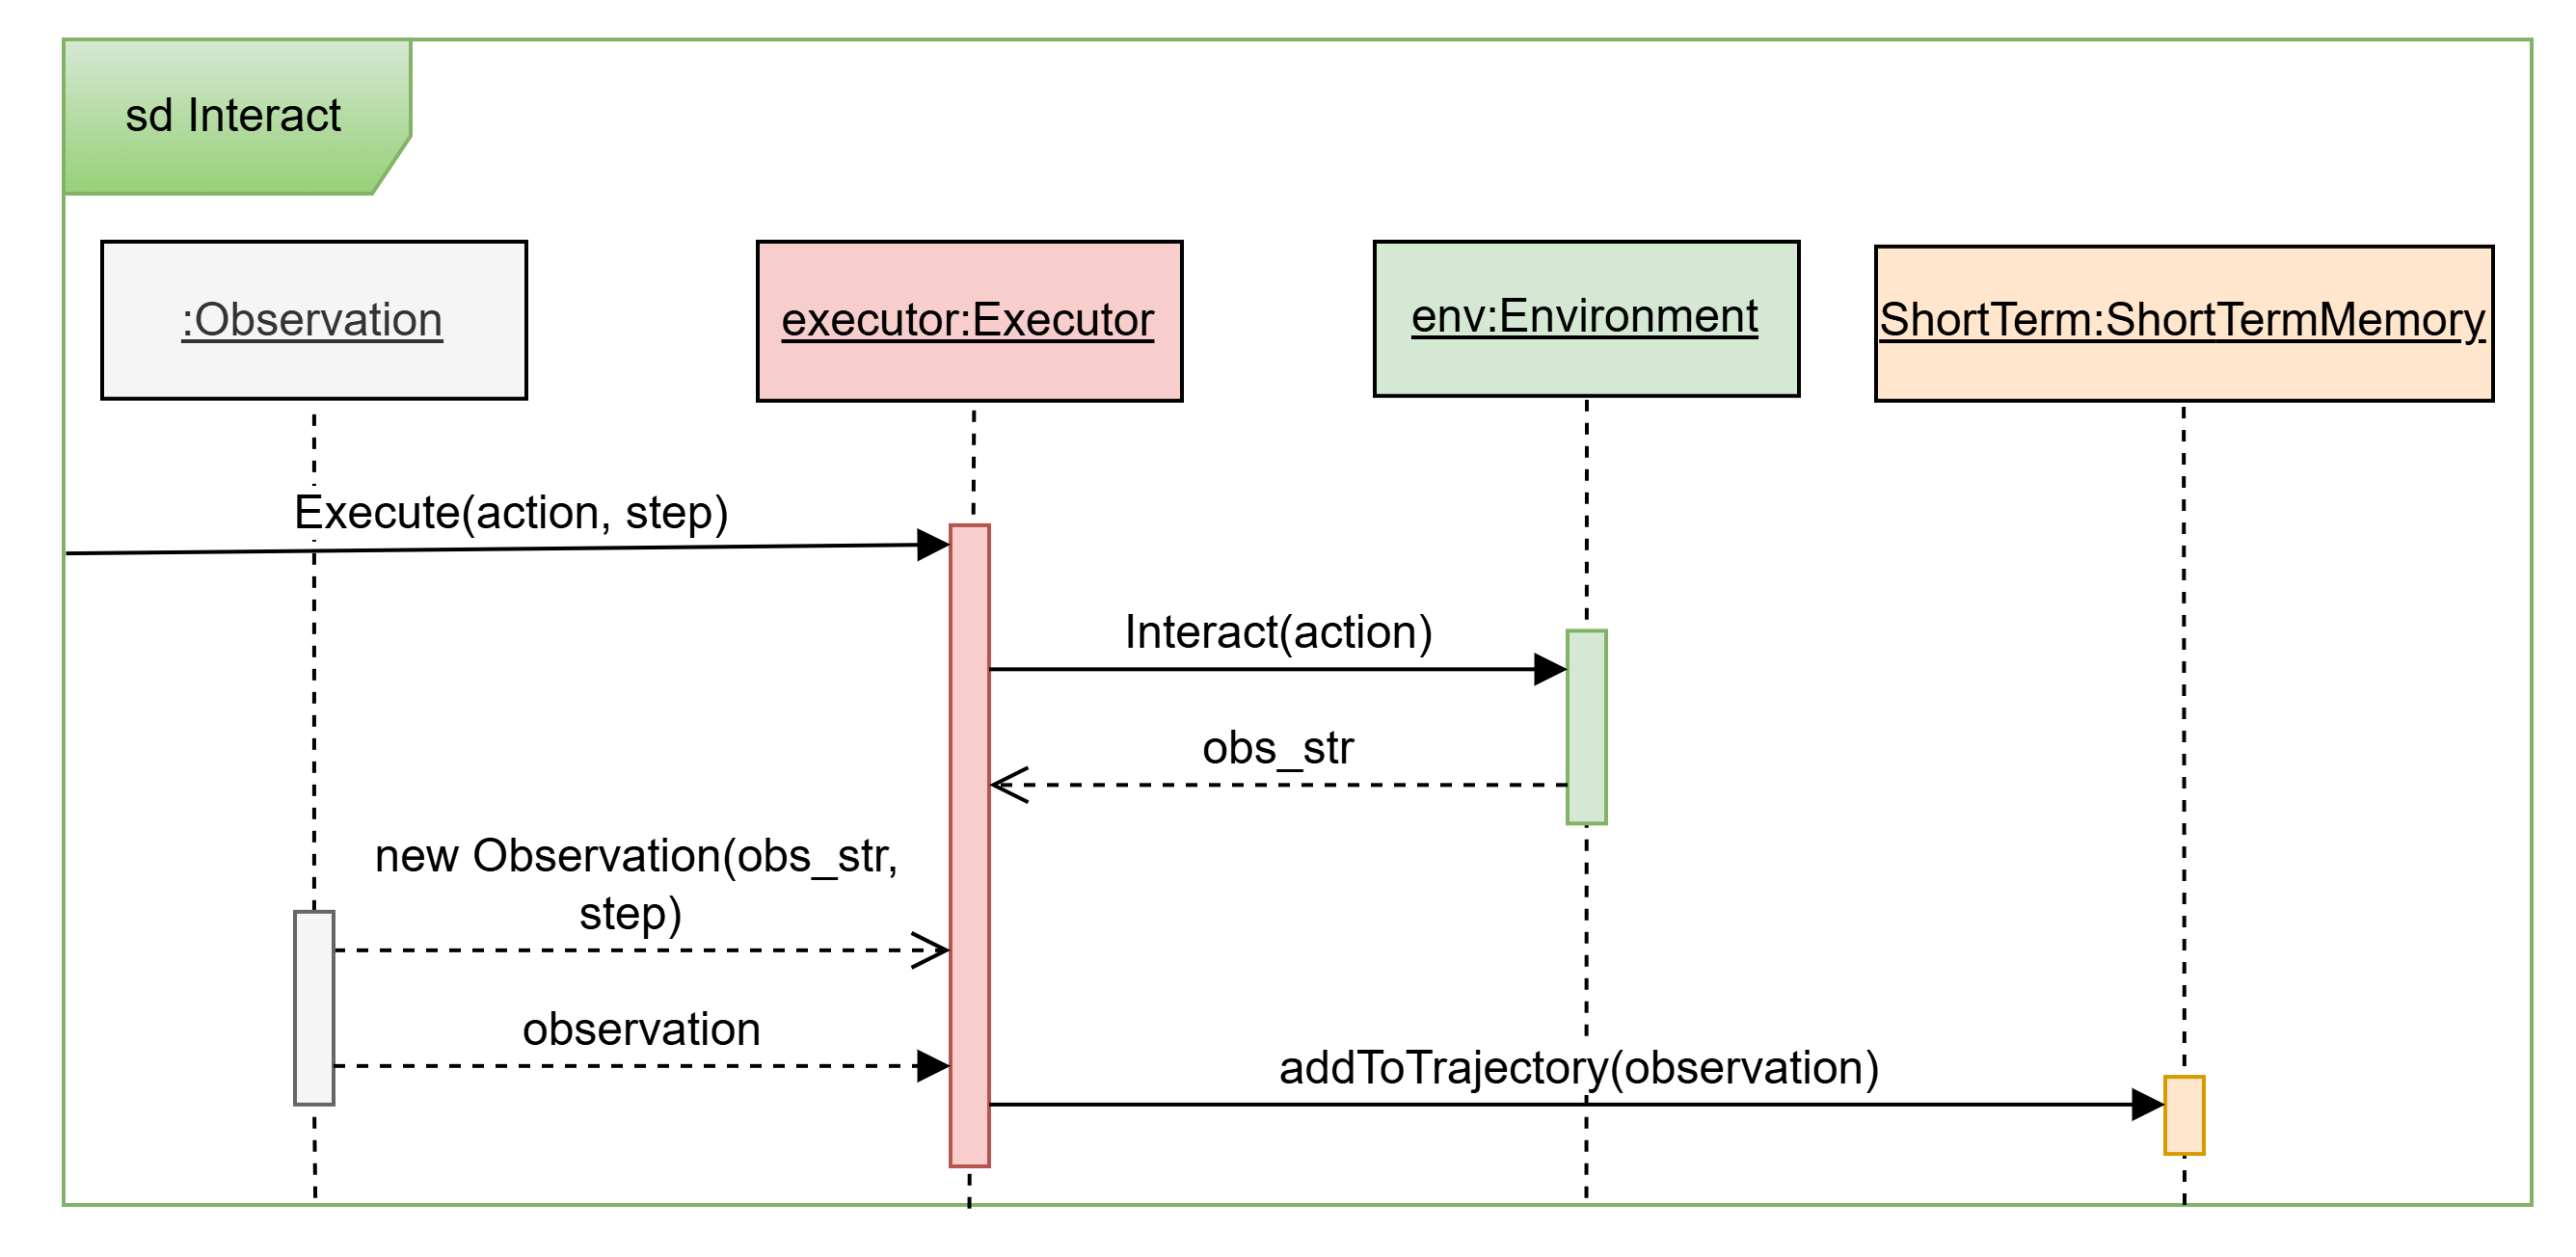 sd Interact
:Observation
executor:Executor
env:Environment
ShortTerm:ShortTermMemory
Execute(action, step)
Interact(action)
obs_str
new Observation(obs_str,
step)
observation
addToTrajectory(observation)